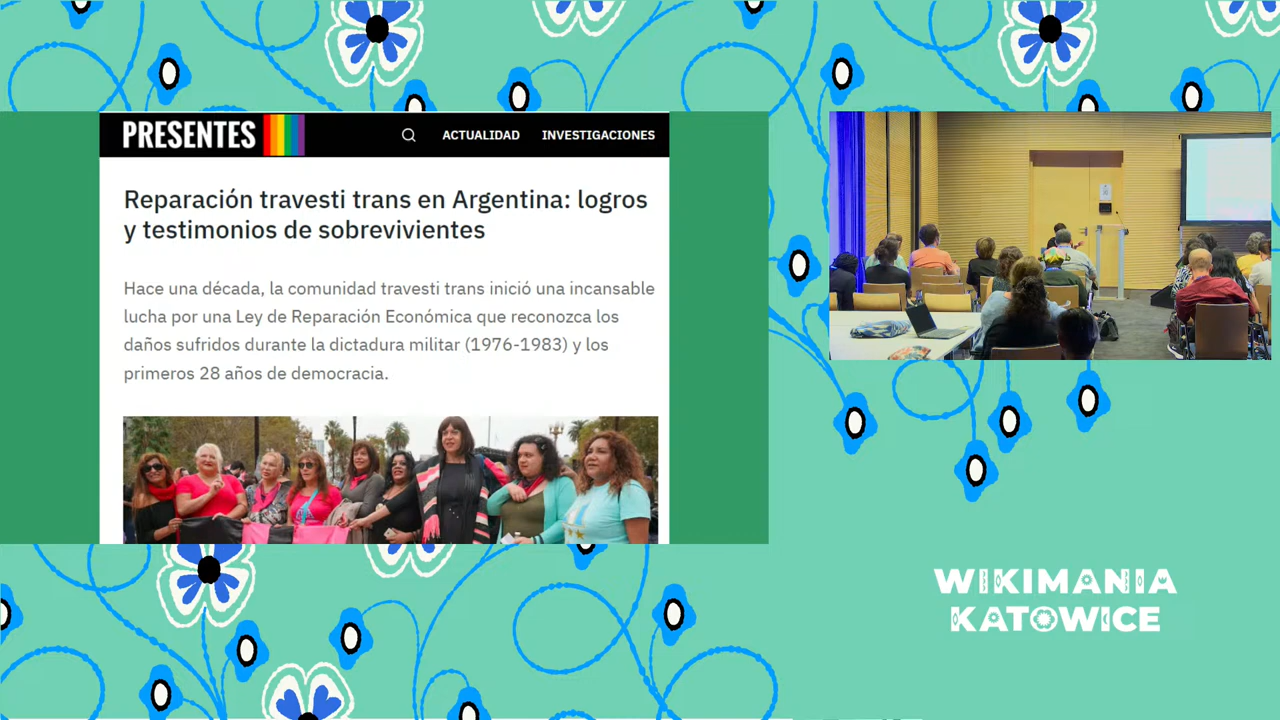 PRESENTES
ACTUALIDAD
INVESTIGACIONES
Reparación travesti trans en Argentina: logros
y testimonios de sobrevivientes
Hace una década, la comunidad travesti trans inició una incansable
lucha por una Ley de Reparación Económica que reconozca los
daños sufridos durante la dictadura militar (1976-1983) y los
primeros 28 años de democracia.
WIKIMANIA
KATOWICE